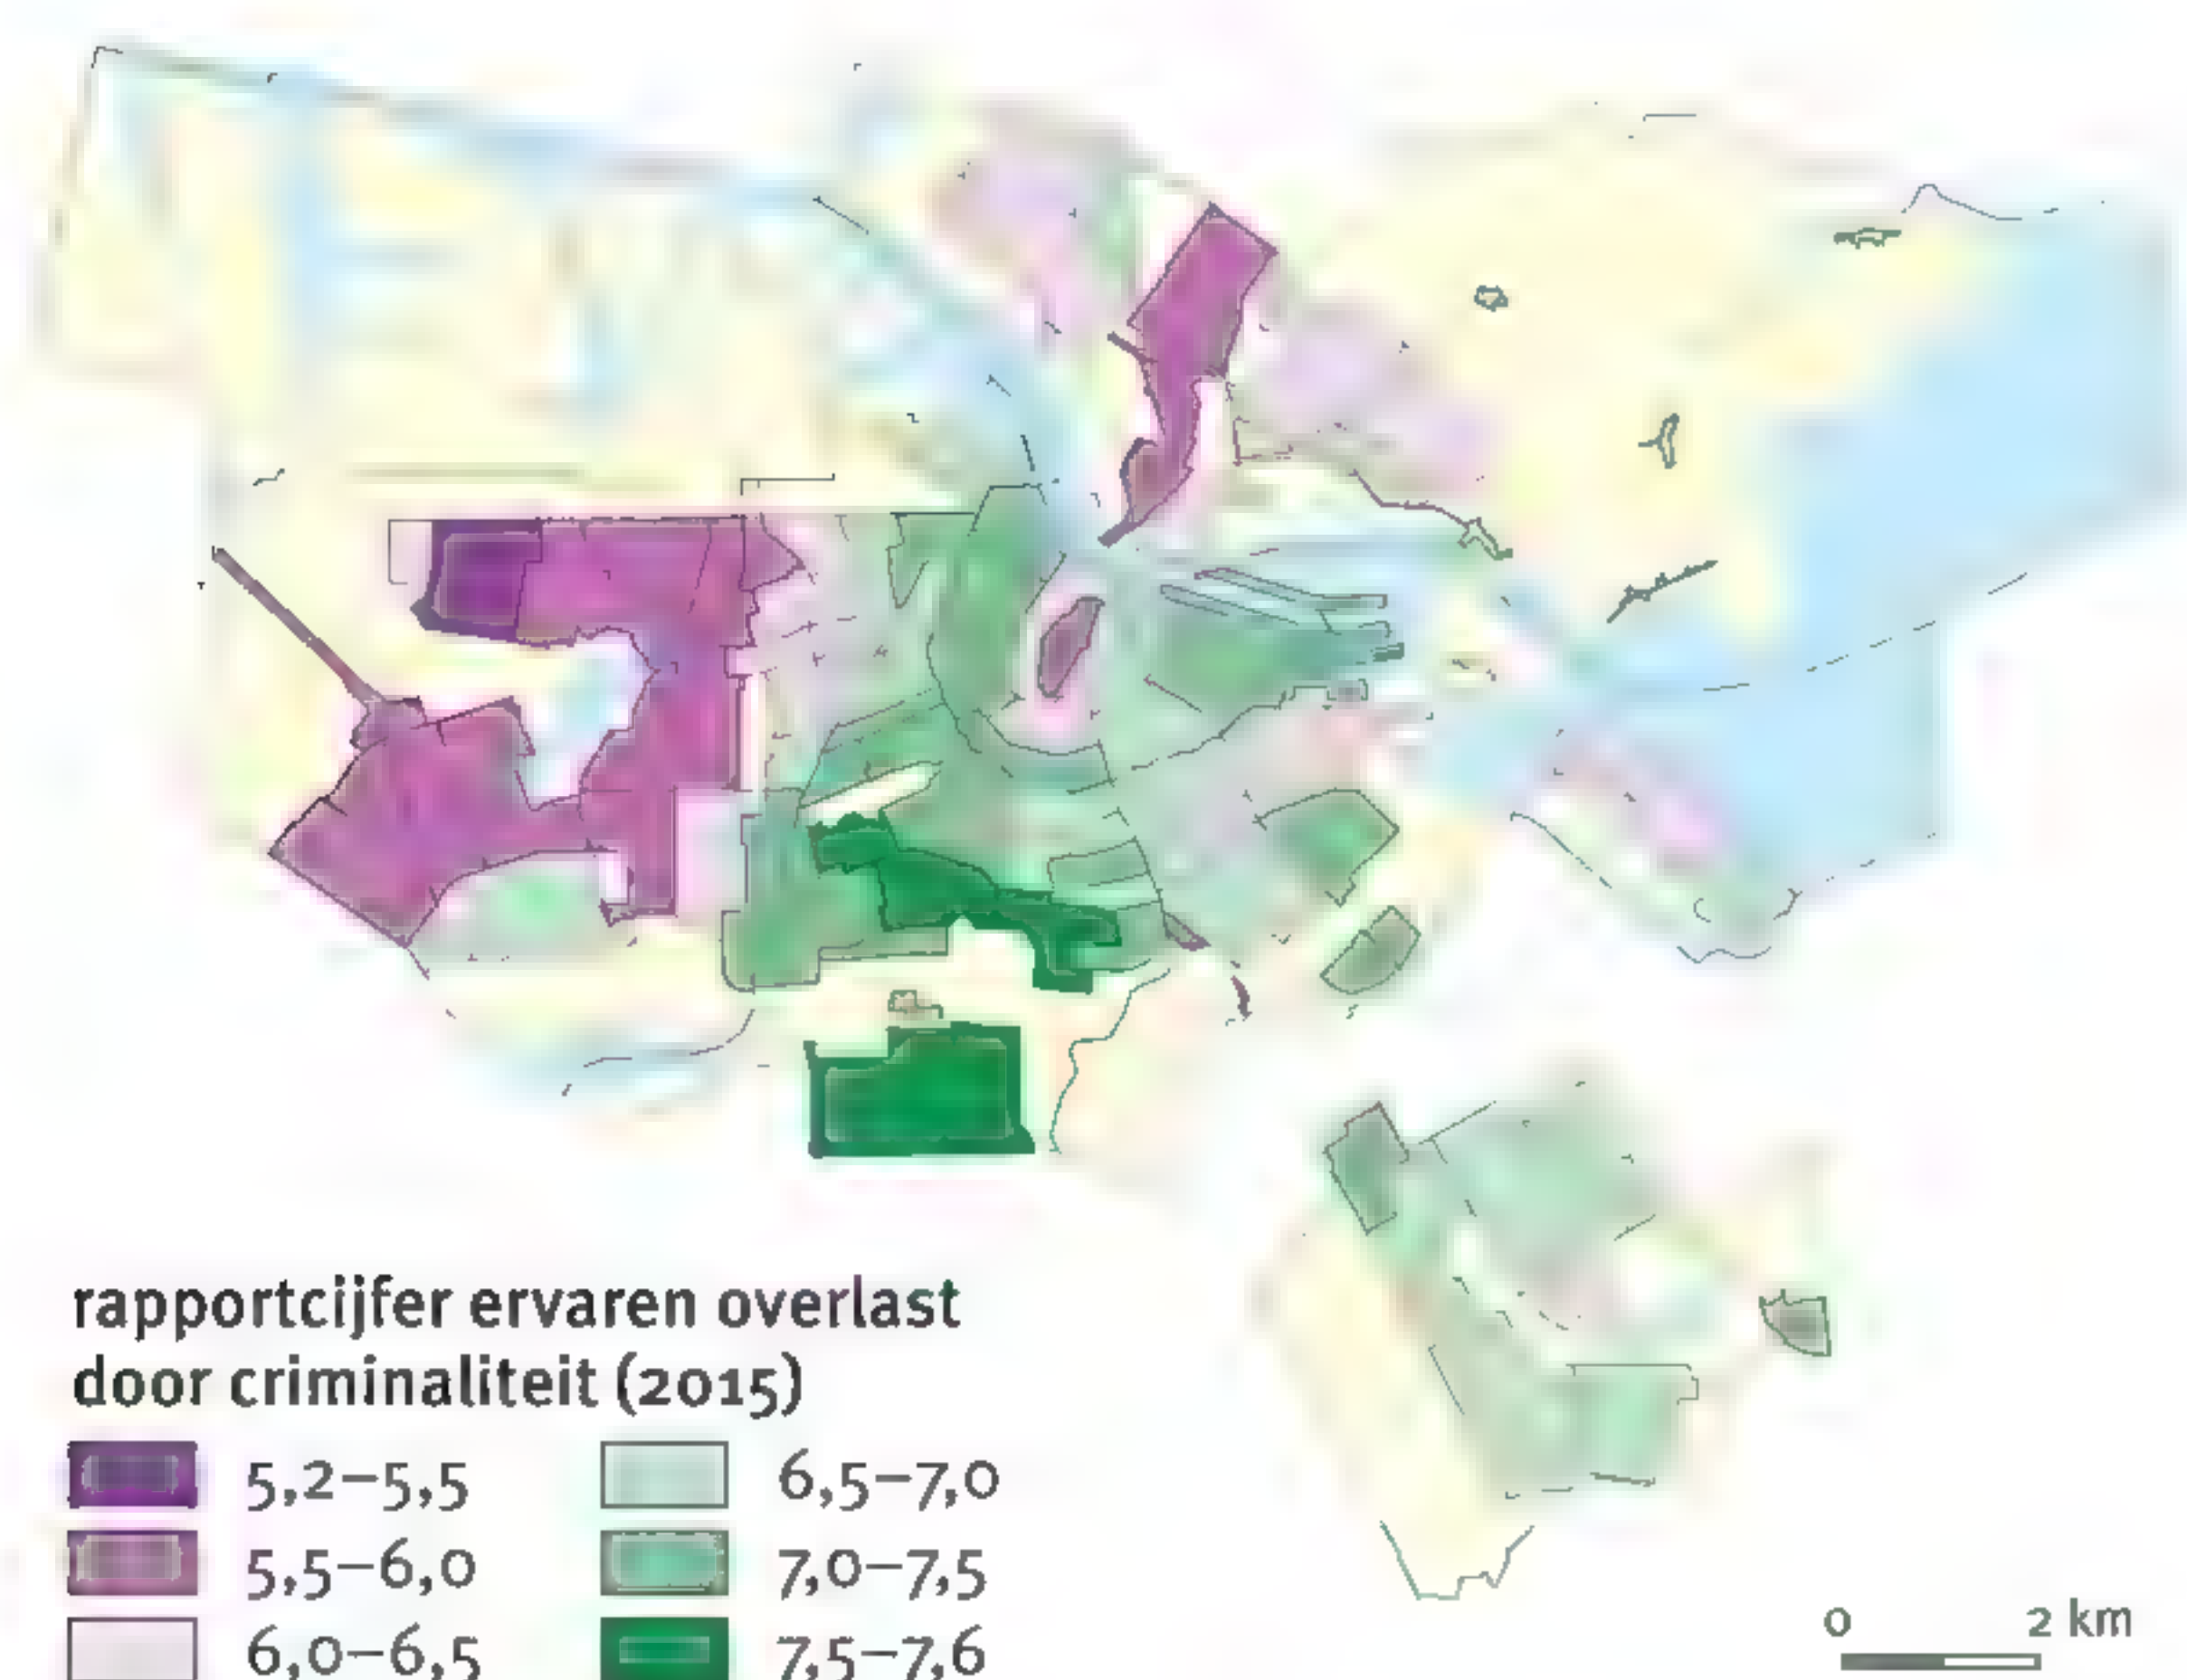 rapportcijfer ervaren overlast
door criminaliteit (2015)
5,2–5,5
5,5–6,0
6,0–6,5
6,5–7,0
7,0–7,5
7,5–7,6
0 2 km